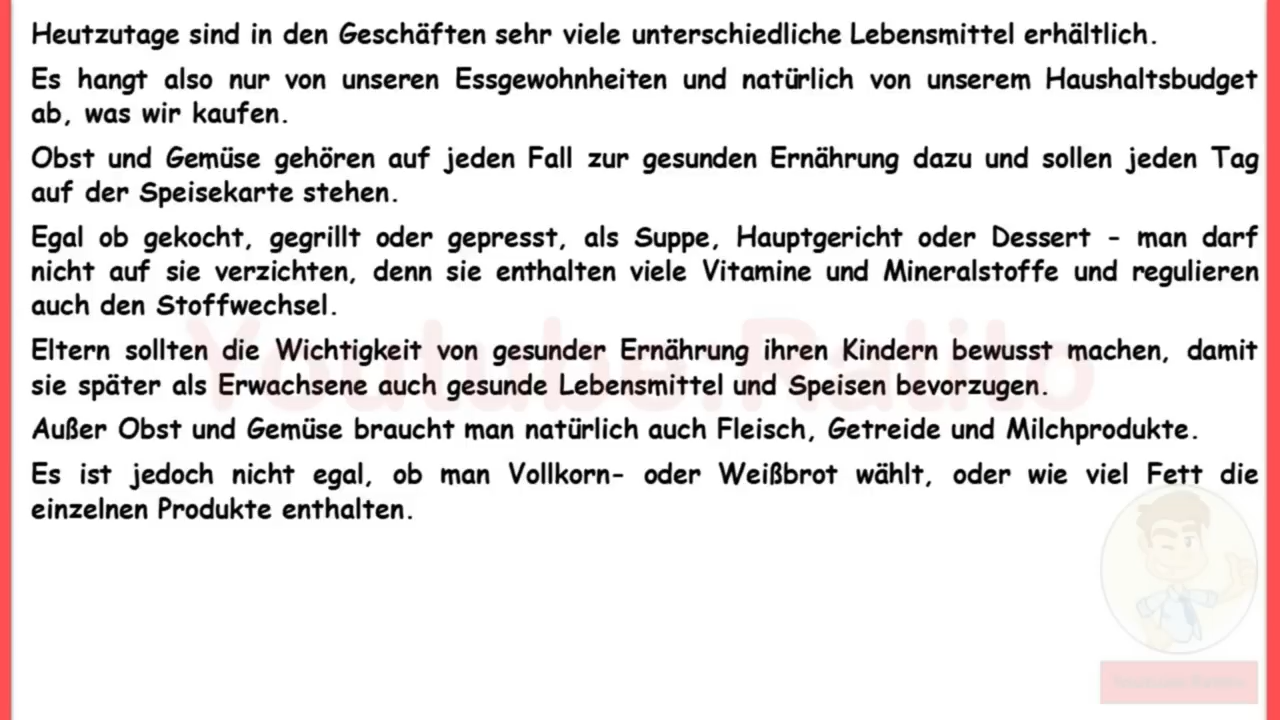 Heutzutage sind in den Geschäften sehr viele unterschiedliche Lebensmittel erhältlich.
Es hangt also nur von unseren Essgewohnheiten und natürlich von unserem Haushaltsbudget
ab, was wir kaufen.
Obst und Gemüse gehören auf jeden Fall zur gesunden Ernährung dazu und sollen jeden Tag
auf der Speisekarte stehen.
Egal ob gekocht, gegrillt oder gepresst, als Suppe, Hauptgericht oder Dessert - man darf
nicht auf sie verzichten, denn sie enthalten viele Vitamine und Mineralstoffe und regulieren
auch den Stoffwechsel.
Eltern sollten die Wichtigkeit von gesunder Ernährung ihren Kindern bewusst machen, damit
sie später als Erwachsene auch gesunde Lebensmittel und Speisen bevorzugen.
Außer Obst und Gemüse braucht man natürlich auch Fleisch, Getreide und Milchprodukte.
Es ist jedoch nicht egal, ob man Vollkorn- oder Weißbrot wählt, oder wie viel Fett die
einzelnen Produkte enthalten.